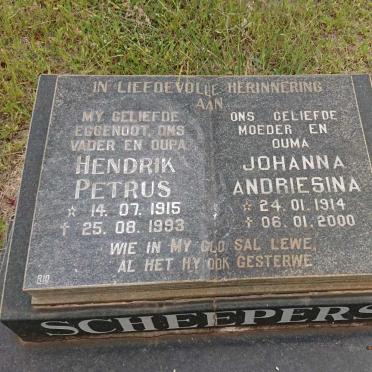 IN LIEFDEVOLLE HERINNERING
AAN
MY GELIEFDE
EGGENOOT, ONS
VADER EN OUPA
HENDRIK
PETRUS
* 14. 07. 1915
† 25. 08. 1993
ONS GELIEFDE
MOEDER EN
OUMA
JOHANNA
ANDRIESINA
* 24. 01. 1914
† 06. 01. 2000
WIE IN MY GLO SAL LEWE,
AL HET HY OOK GESTERWE
SCHEEPERS